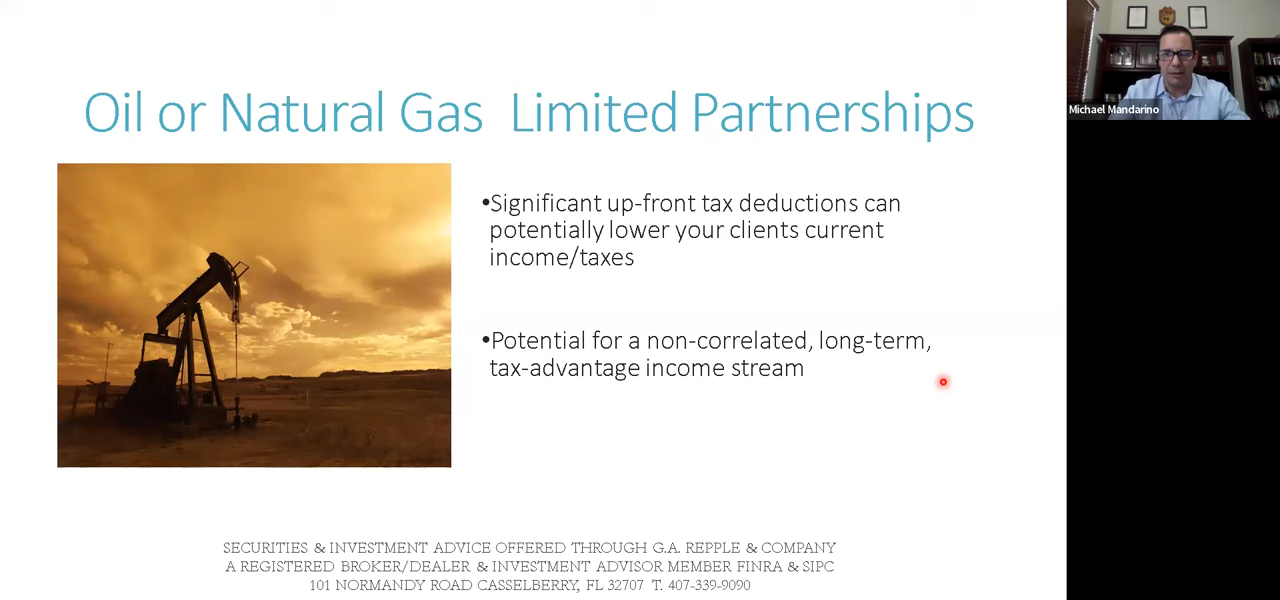 Oil or Natural Gas  Limited Partnerships
•Significant up-front tax deductions can
potentially lower your clients current
income/taxes
•Potential for a non-correlated, long-term,
tax-advantage income stream
SECURITIES & INVESTMENT ADVICE OFFERED THROUGH G.A. REPPLE & COMPANY
A REGISTERED BROKER/DEALER & INVESTMENT ADVISOR MEMBER FINRA & SIPC
101 NORMANDY ROAD CASSELBERRY, FL 32707  T. 407-339-9090
Michael Mandarino